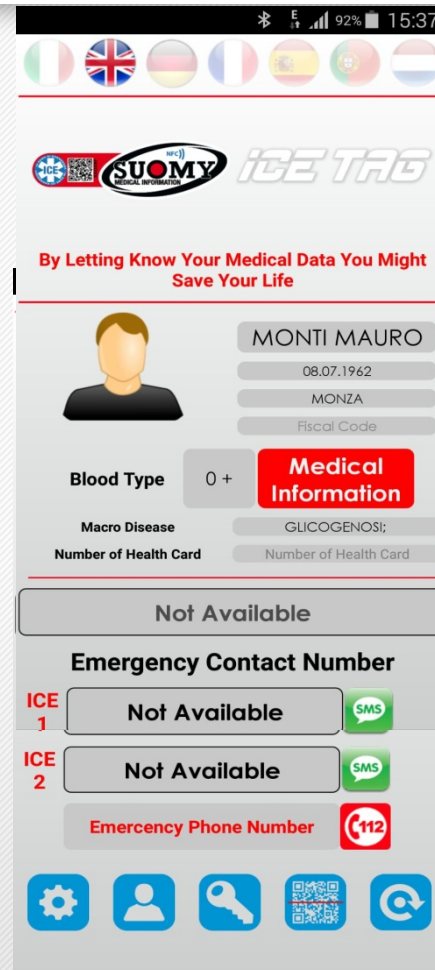 92% 15:37
ICE NFC)) SUOMY ICE TAG
MEDICAL INFORMATION
By Letting Know Your Medical Data You Might
Save Your Life
MONTI MAURO
08.07.1962
MONZA
Fiscal Code
Blood Type 0 + Medical
Information
Macro Disease GLICOGENOSI;
Number of Health Card Number of Health Card
Not Available
Emergency Contact Number
ICE
1 Not Available SMS
ICE
2 Not Available SMS
Emercency Phone Number 112